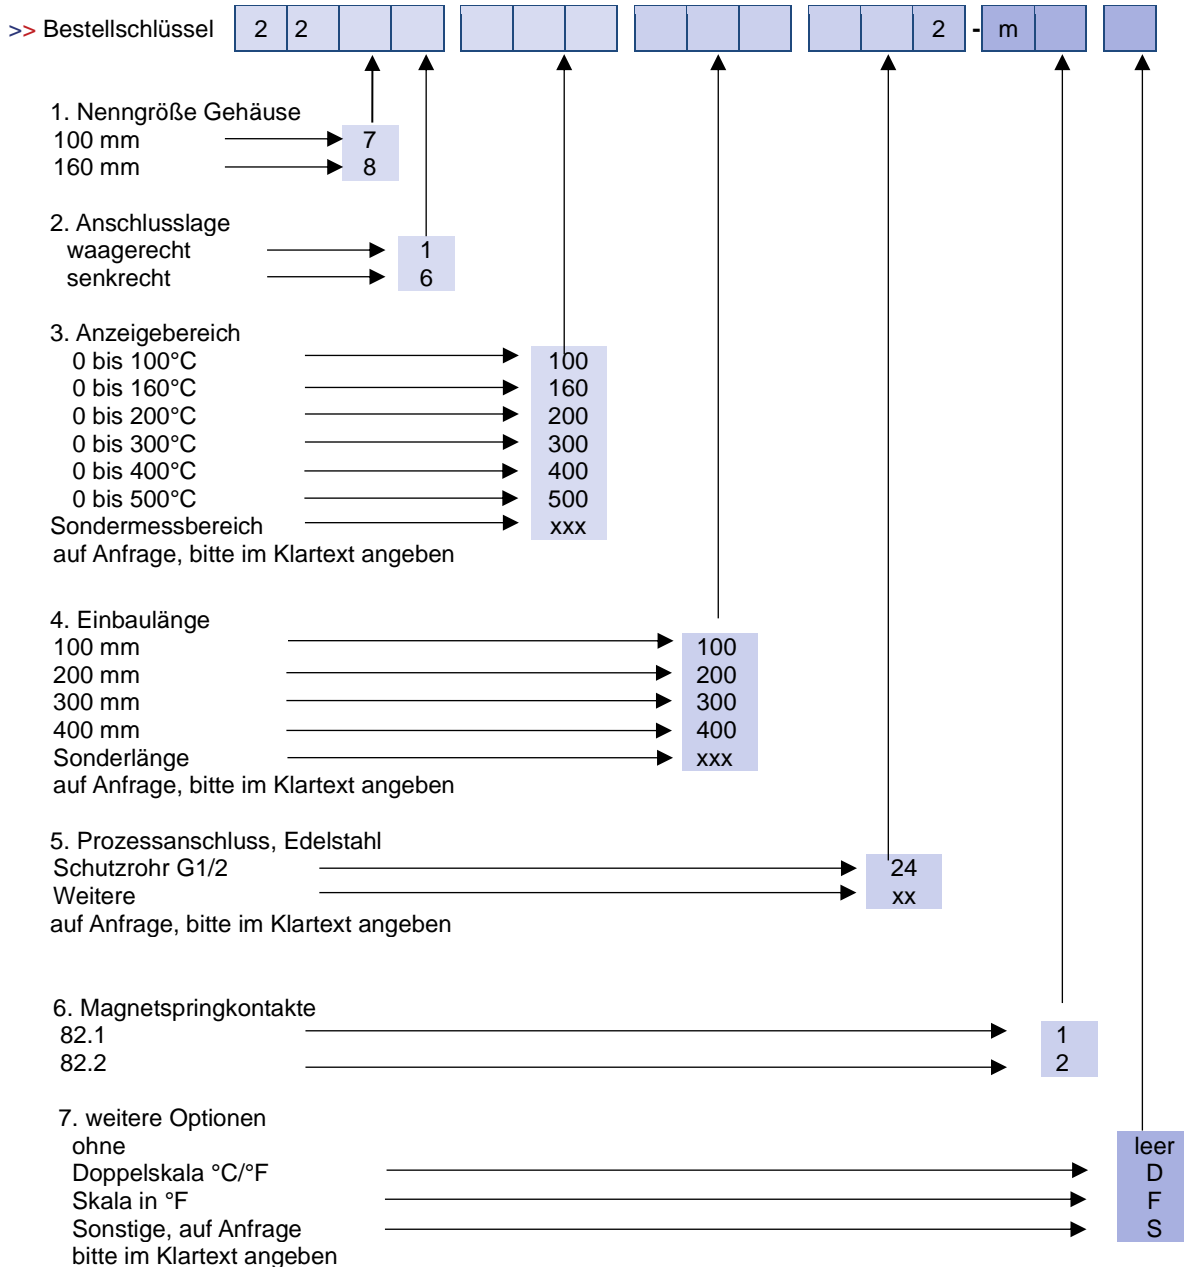 >> Bestellschlüssel 2 2 2 - m
1. Nenngröße Gehäuse
100 mm 7
160 mm 8
2. Anschlusslage
waagerecht 1
senkrecht 6
3. Anzeigebereich
0 bis 100°C 100
0 bis 160°C 160
0 bis 200°C 200
0 bis 300°C 300
0 bis 400°C 400
0 bis 500°C 500
Sondermessbereich xxx
auf Anfrage, bitte im Klartext angeben
4. Einbaulänge
100 mm 100
200 mm 200
300 mm 300
400 mm 400
Sonderlänge xxx
auf Anfrage, bitte im Klartext angeben
5. Prozessanschluss, Edelstahl
Schutzrohr G1/2 24
Weitere xx
auf Anfrage, bitte im Klartext angeben
6. Magnetspringkontakte
82.1 1
82.2 2
7. weitere Optionen
ohne leer
Doppelskala °C/°F D
Skala in °F F
Sonstige, auf Anfrage S
bitte im Klartext angeben